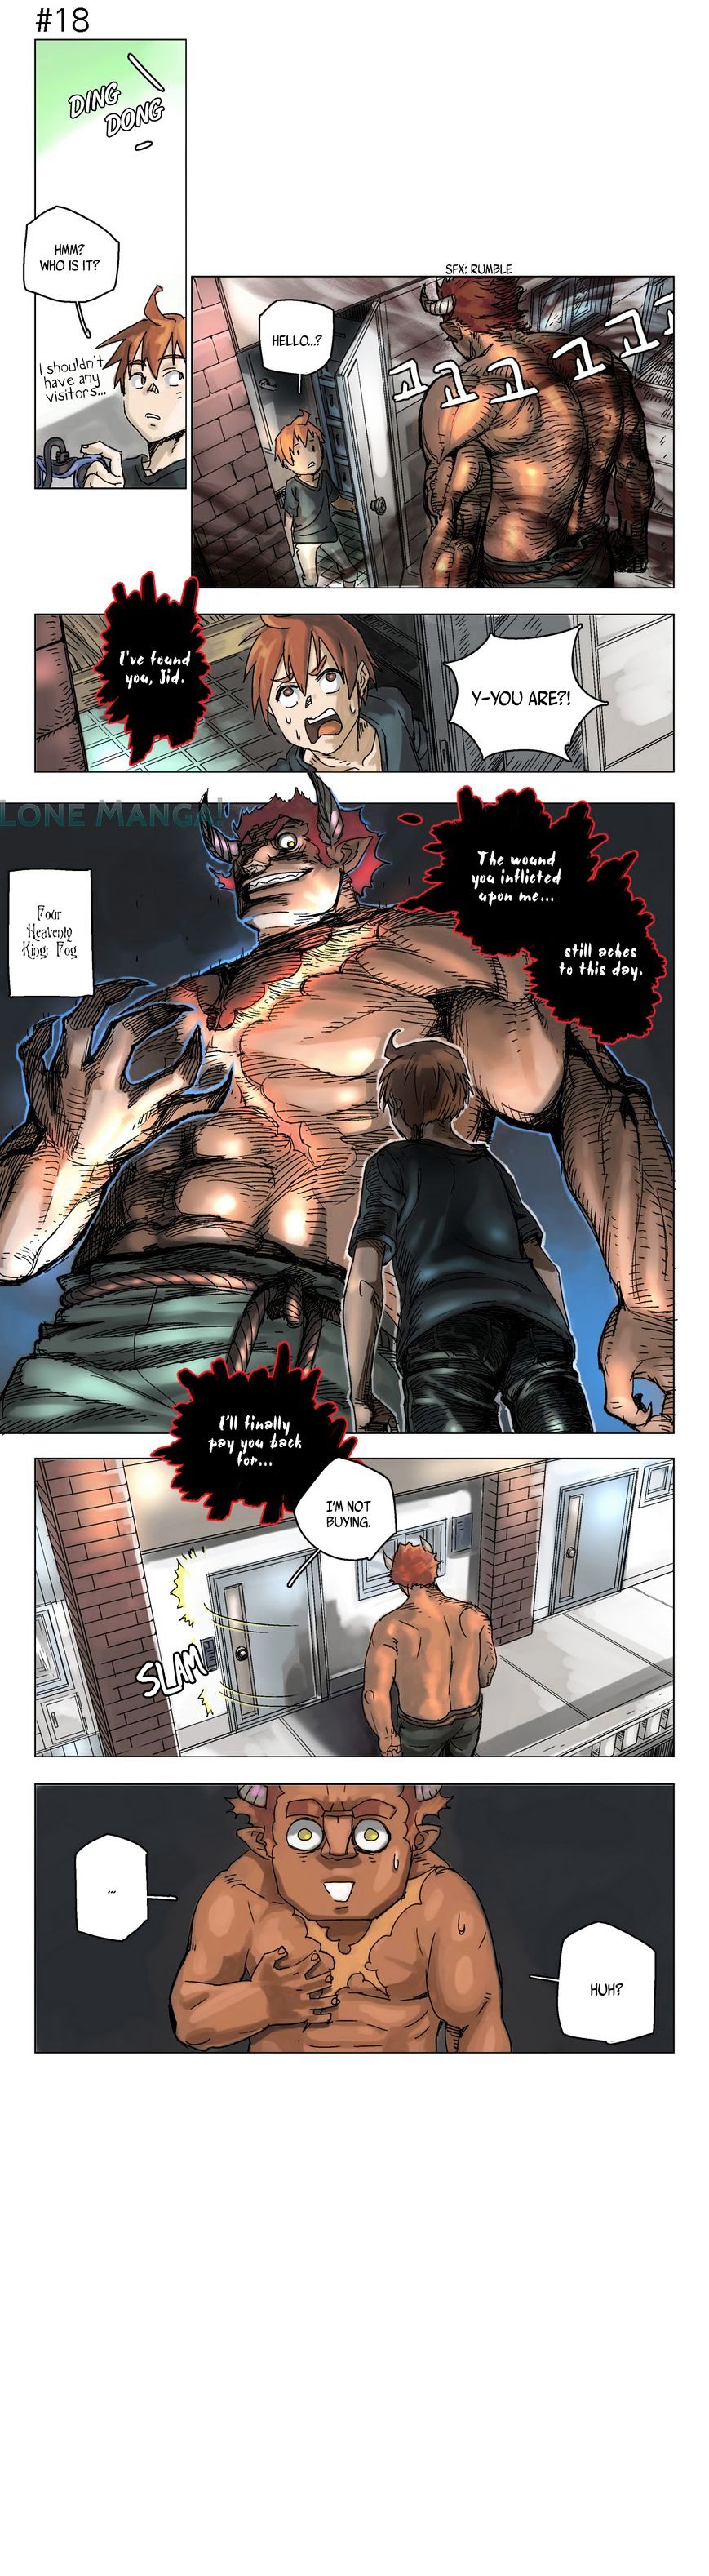 #18
DING
DONG
HMM?
WHO IS IT?
I shouldn't
have any
visitors...
SFX: RUMBLE
HELLO...?
I've found
you, Jid.
Y-YOU ARE?!
LONE MANGA!
The wound
you inflicted
upon me...
still aches
to this day.
Four
Heavenly
King: Fog
I'll finally
pay you back
for...
I'M NOT
BUYING.
SLAM
...
HUH?